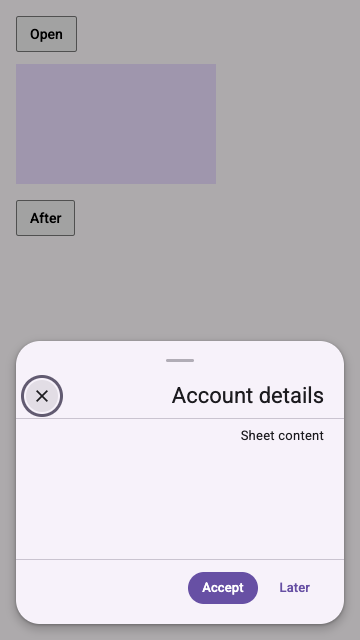 Open
After
Account details
Sheet content
Accept
Later